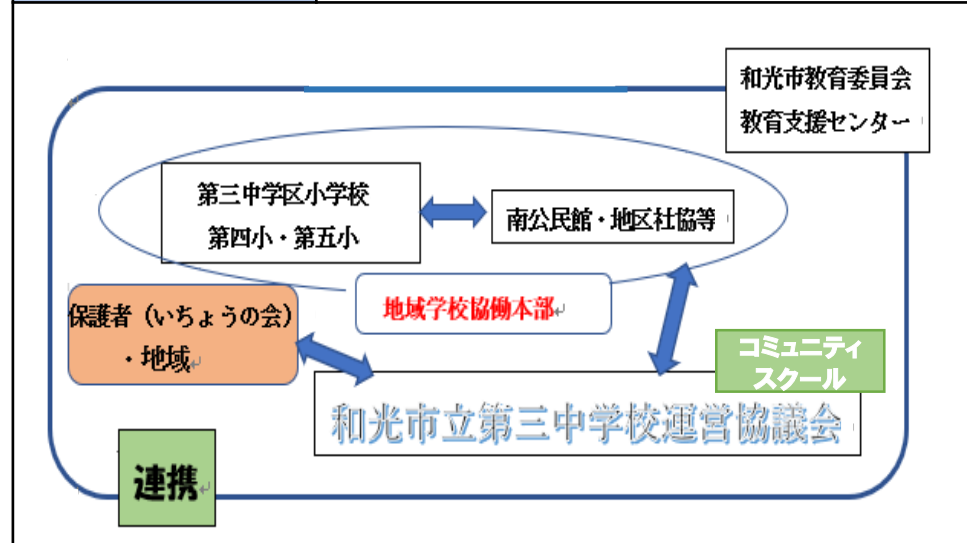 和光市教育委員会
教育支援センター
第三中学区小学校
第四小・第五小
南公民館・地区社協等
地域学校協働本部
保護者（いちょうの会）
・地域
コミュニティ
スクール
和光市立第三中学校運営協議会
連携